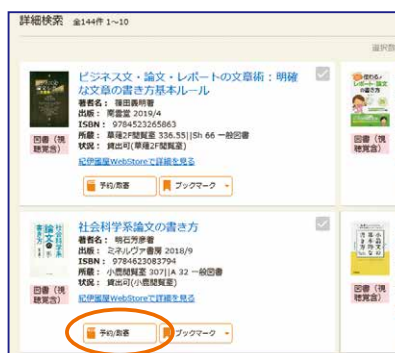 詳細検索 全144件 1~10
ビジネス文・論文・レポートの文章術：明確
な文章の書き方基本ルール
著者名： 篠田義明著
出版： 南雲堂 2019/4
ISBN： 9784523265863
所蔵： 草薙2F閲覧室 336.55||Sh 66 一般図書
状況： 貸出可(草薙2F閲覧室)
図書（視
聴覚含）
紀伊國屋WebStoreで詳細を見る
予約/取寄
ブックマーク
図書（視
聴覚含）
社会科学系論文の書き方
著者名： 明石芳彦著
出版： ミネルヴァ書房 2018/9
ISBN： 9784623083794
所蔵： 小鹿閲覧室 307||A 32 一般図書
状況： 貸出可(小鹿閲覧室)
図書（視
聴覚含）
紀伊國屋WebStoreで詳細を見る
予約/取寄
ブックマーク
図書（視
聴覚含）